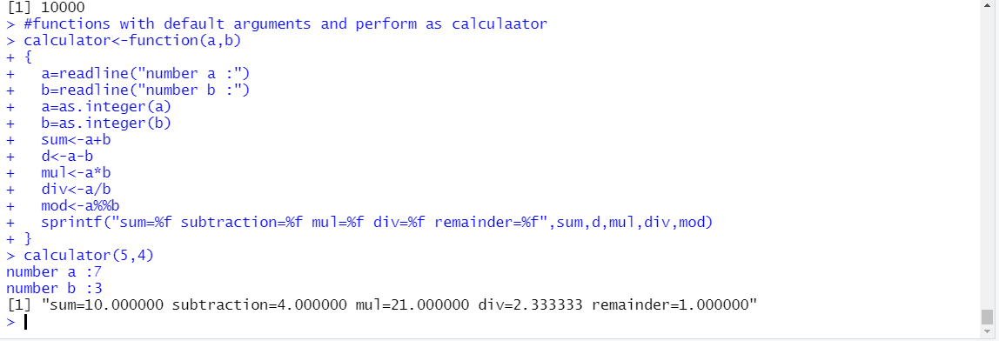 [1] 10000
> #functions with default arguments and perform as calculaator
> calculator<-function(a,b)
+ {
+   a=readline("number a :")
+   b=readline("number b :")
+   a=as.integer(a)
+   b=as.integer(b)
+   sum<-a+b
+   d<-a-b
+   mul<-a*b
+   div<-a/b
+   mod<-a%%b
+   sprintf("sum=%f subtraction=%f mul=%f div=%f remainder=%f",sum,d,mul,div,mod)
+ }
> calculator(5,4)
number a :7
number b :3
[1] "sum=10.000000 subtraction=4.000000 mul=21.000000 div=2.333333 remainder=1.000000"
>